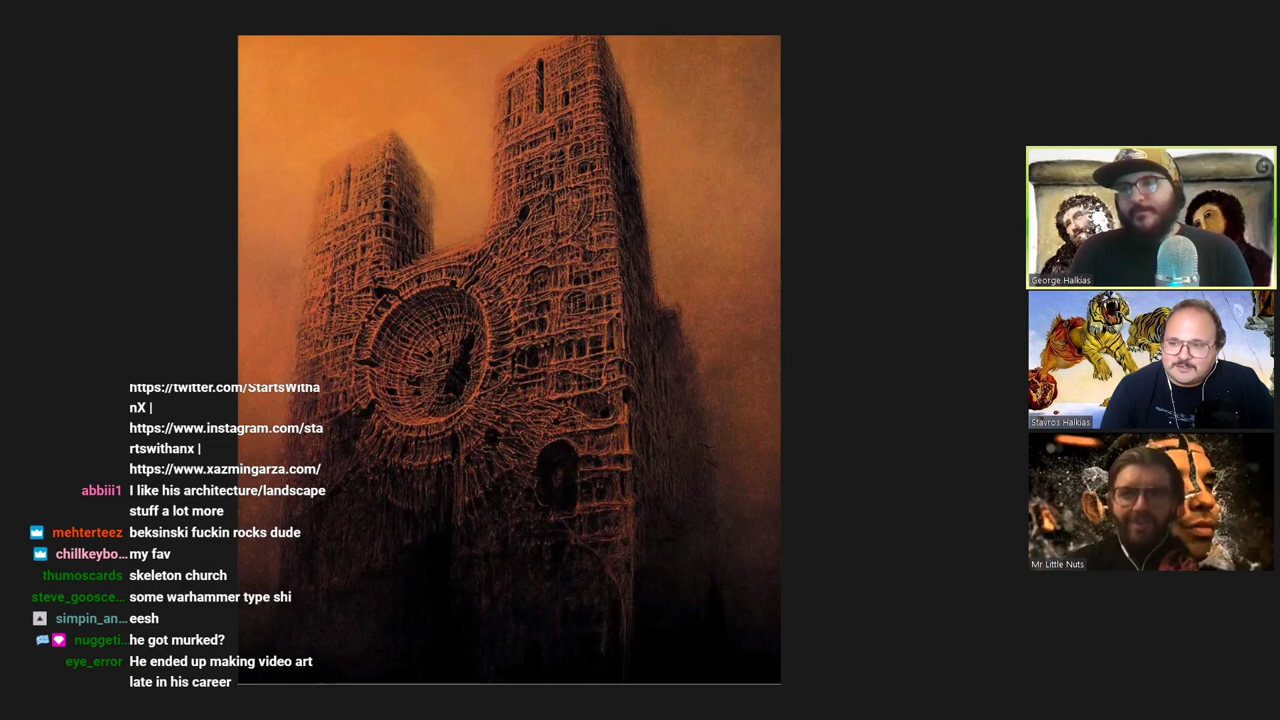 https://twitter.com/StartsWitha
nX |
https://www.instagram.com/sta
rtswithanx |
https://www.xazmingarza.com/
abbiii1 I like his architecture/landscape
stuff a lot more
mehterteez beksinski fuckin rocks dude
chillkeybo… my fav
thumoscards skeleton church
steve_goosce… some warhammer type shi
simpin_an… eesh
nuggeti… he got murked?
eye_error He ended up making video art
late in his career
George Halkias
Stavros Halkias
Mr Little Nuts